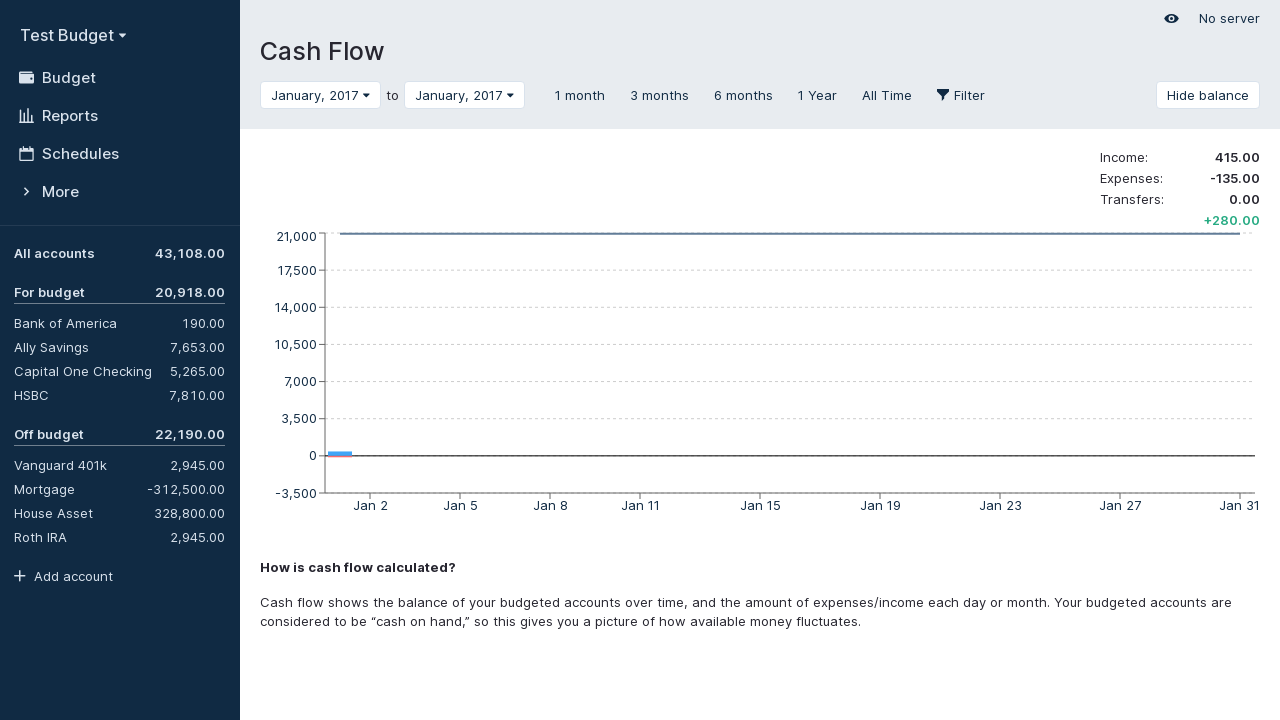 Test Budget
Budget
Reports
Schedules
More
All accounts 43,108.00
For budget 20,918.00
Bank of America 190.00
Ally Savings 7,653.00
Capital One Checking 5,265.00
HSBC 7,810.00
Off budget 22,190.00
Vanguard 401k 2,945.00
Mortgage -312,500.00
House Asset 328,800.00
Roth IRA 2,945.00
Add account
No server
Cash Flow
January, 2017 to January, 2017 1 month 3 months 6 months 1 Year All Time Filter Hide balance
Income: 415.00
Expenses: -135.00
Transfers: 0.00
+280.00
21,000
17,500
14,000
10,500
7,000
3,500
0
-3,500
Jan 2 Jan 5 Jan 8 Jan 11 Jan 15 Jan 19 Jan 23 Jan 27 Jan 31
How is cash flow calculated?
Cash flow shows the balance of your budgeted accounts over time, and the amount of expenses/income each day or month. Your budgeted accounts are
considered to be “cash on hand,” so this gives you a picture of how available money fluctuates.